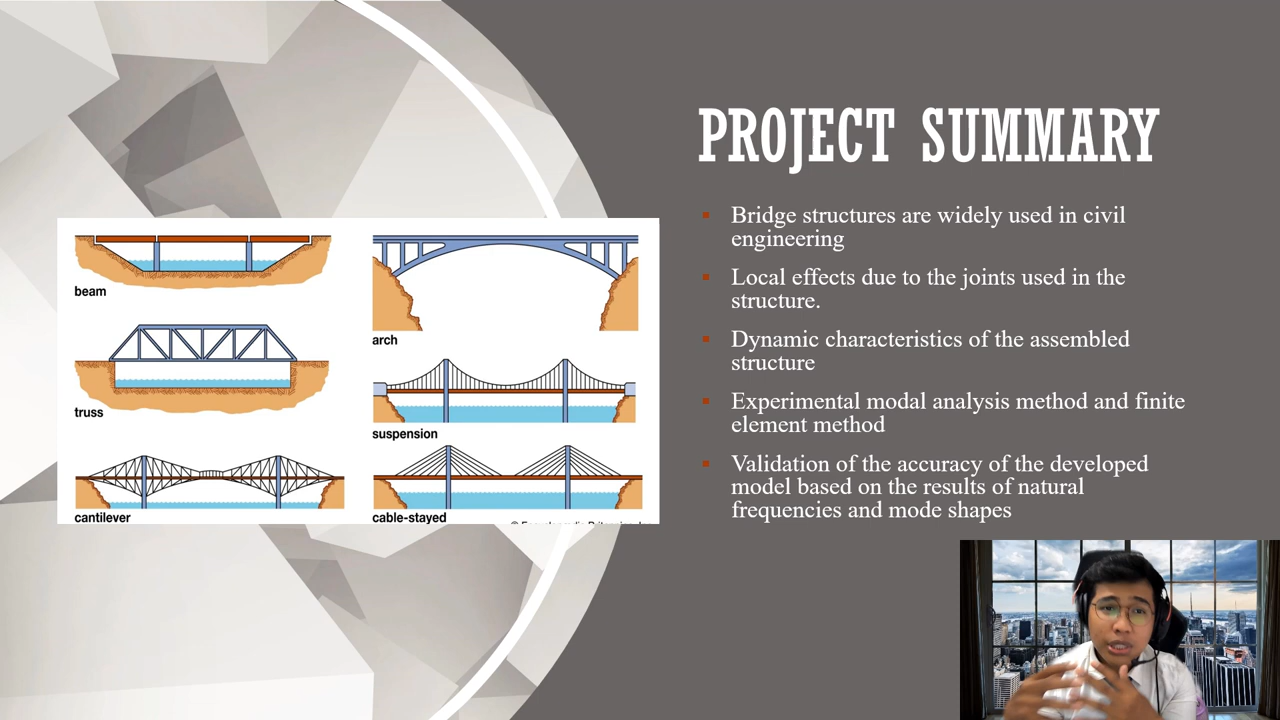 PROJECT SUMMARY
Bridge structures are widely used in civil
engineering
Local effects due to the joints used in the
structure.
Dynamic characteristics of the assembled
structure
Experimental modal analysis method and finite
element method
Validation of the accuracy of the developed
model based on the results of natural
frequencies and mode shapes
beam
arch
truss
suspension
cantilever
cable-stayed